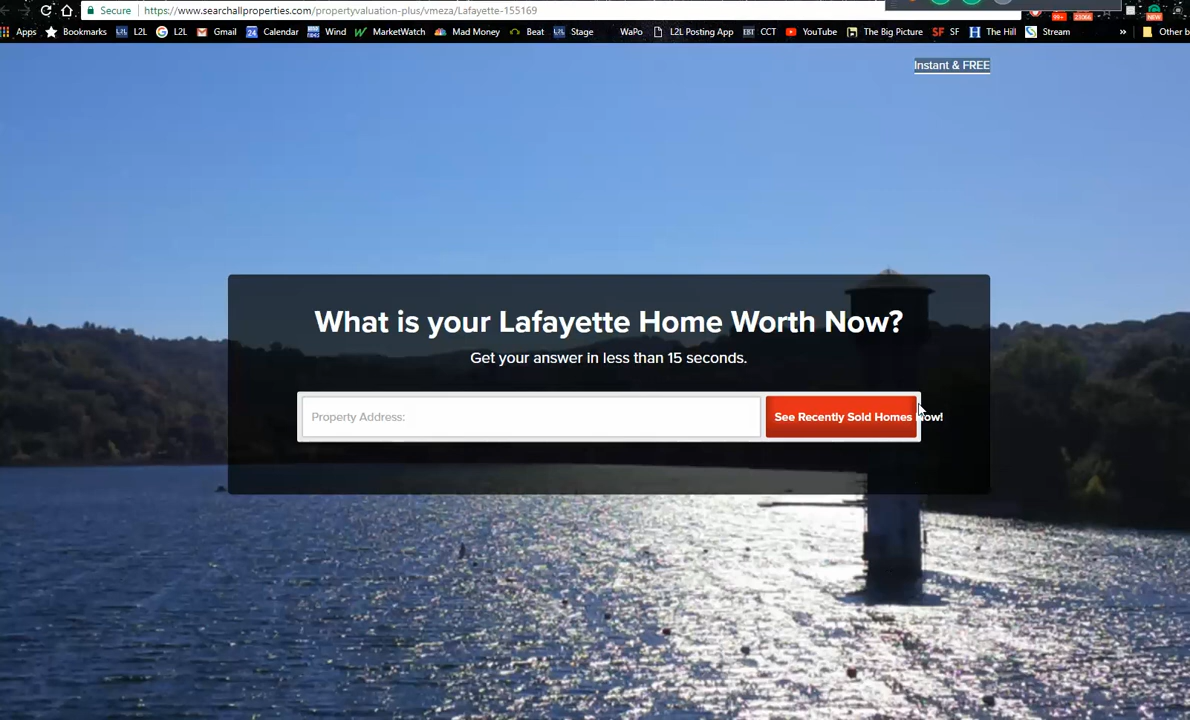 Secure https://www.searchallproperties.com/propertyvaluation-plus/vmeza/Lafayette-155169
Apps Bookmarks L2L L2L Gmail Calendar Wind MarketWatch Mad Money Beat Stage WaPo L2L Posting App CCT YouTube The Big Picture SF SF The Hill Stream » Other b
Instant & FREE
What is your Lafayette Home Worth Now?
Get your answer in less than 15 seconds.
Property Address:
See Recently Sold Homes Now!